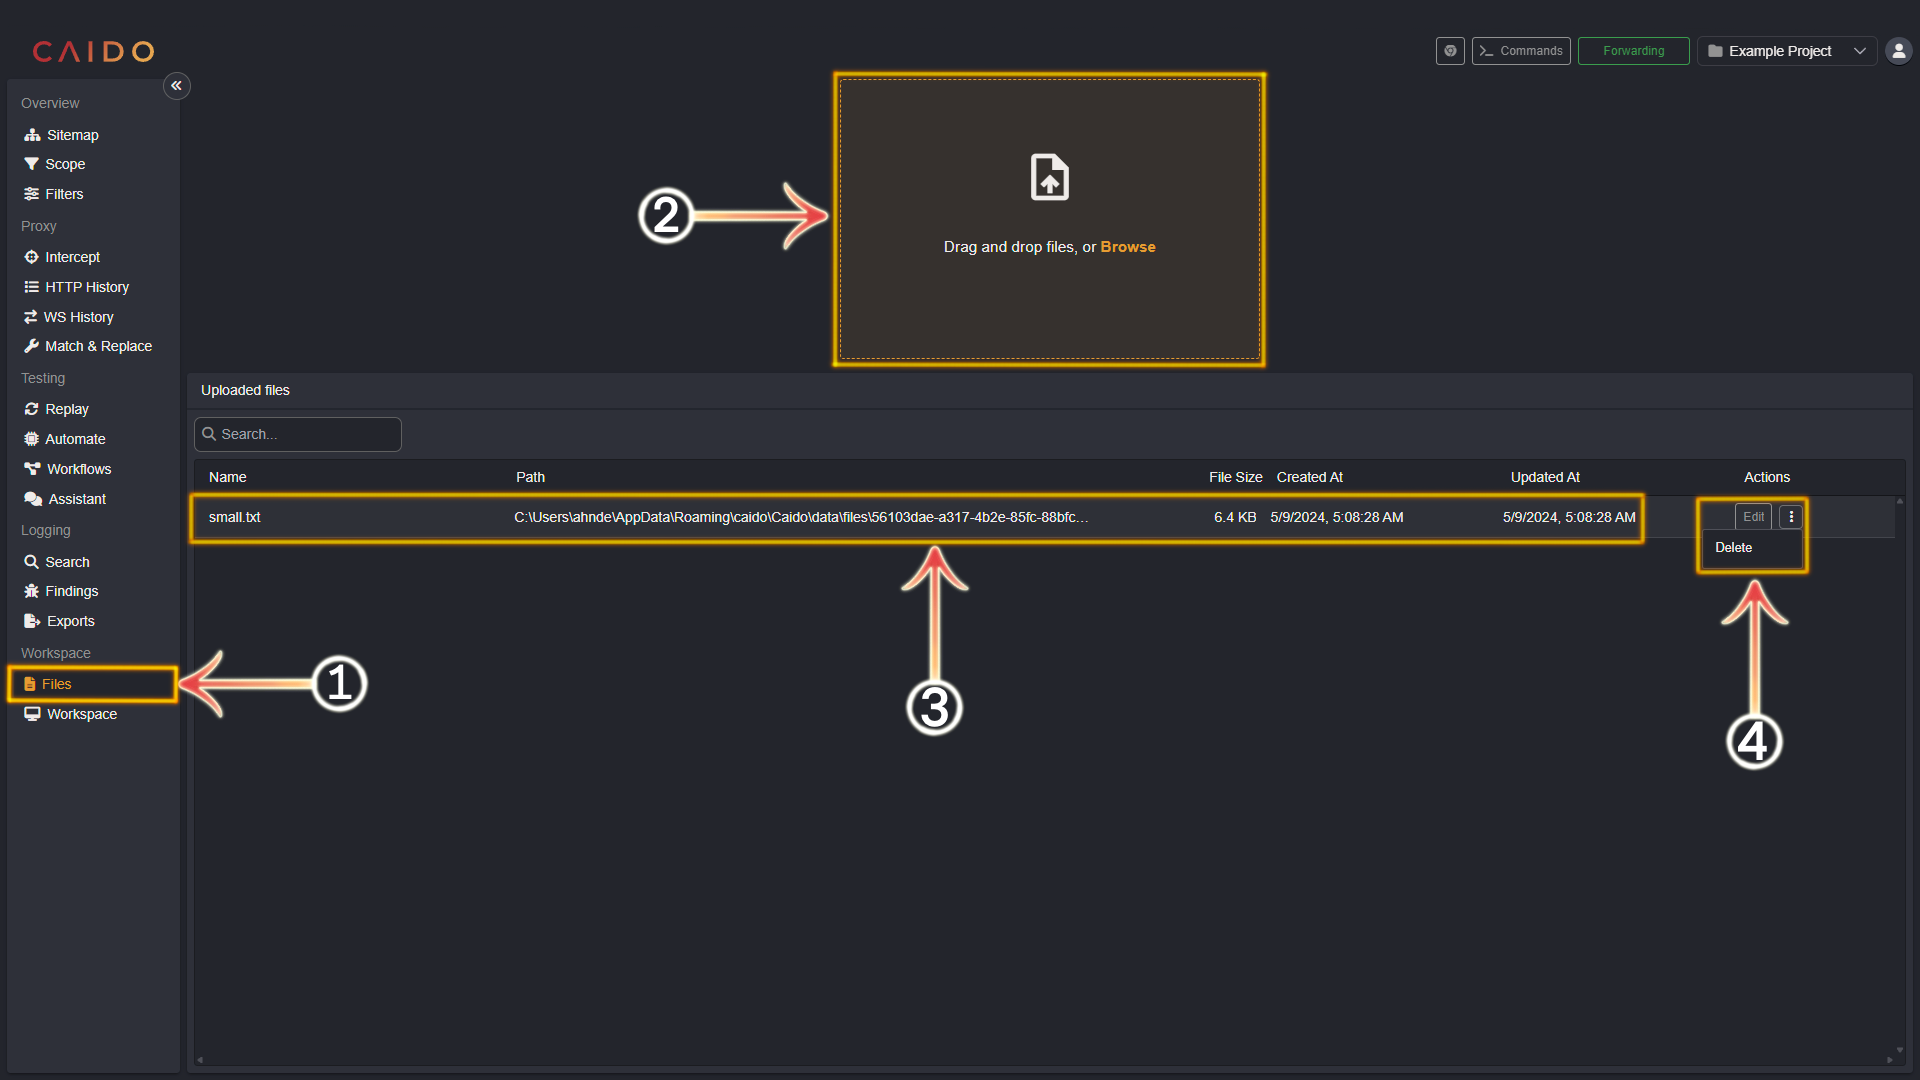 CAIDO
Commands
Forwarding
Example Project
Overview
Sitemap
Scope
Filters
Proxy
Intercept
HTTP History
WS History
Match & Replace
Testing
Replay
Automate
Workflows
Assistant
Logging
Search
Findings
Exports
Workspace
Files
Workspace
1
2
Drag and drop files, or Browse
Uploaded files
Search...
Name Path File Size Created At Updated At Actions
small.txt C:\Users\ahnde\AppData\Roaming\caido\Caido\data\files\56103dae-a317-4b2e-85fc-88bfc... 6.4 KB 5/9/2024, 5:08:28 AM 5/9/2024, 5:08:28 AM Edit
Delete
3
4